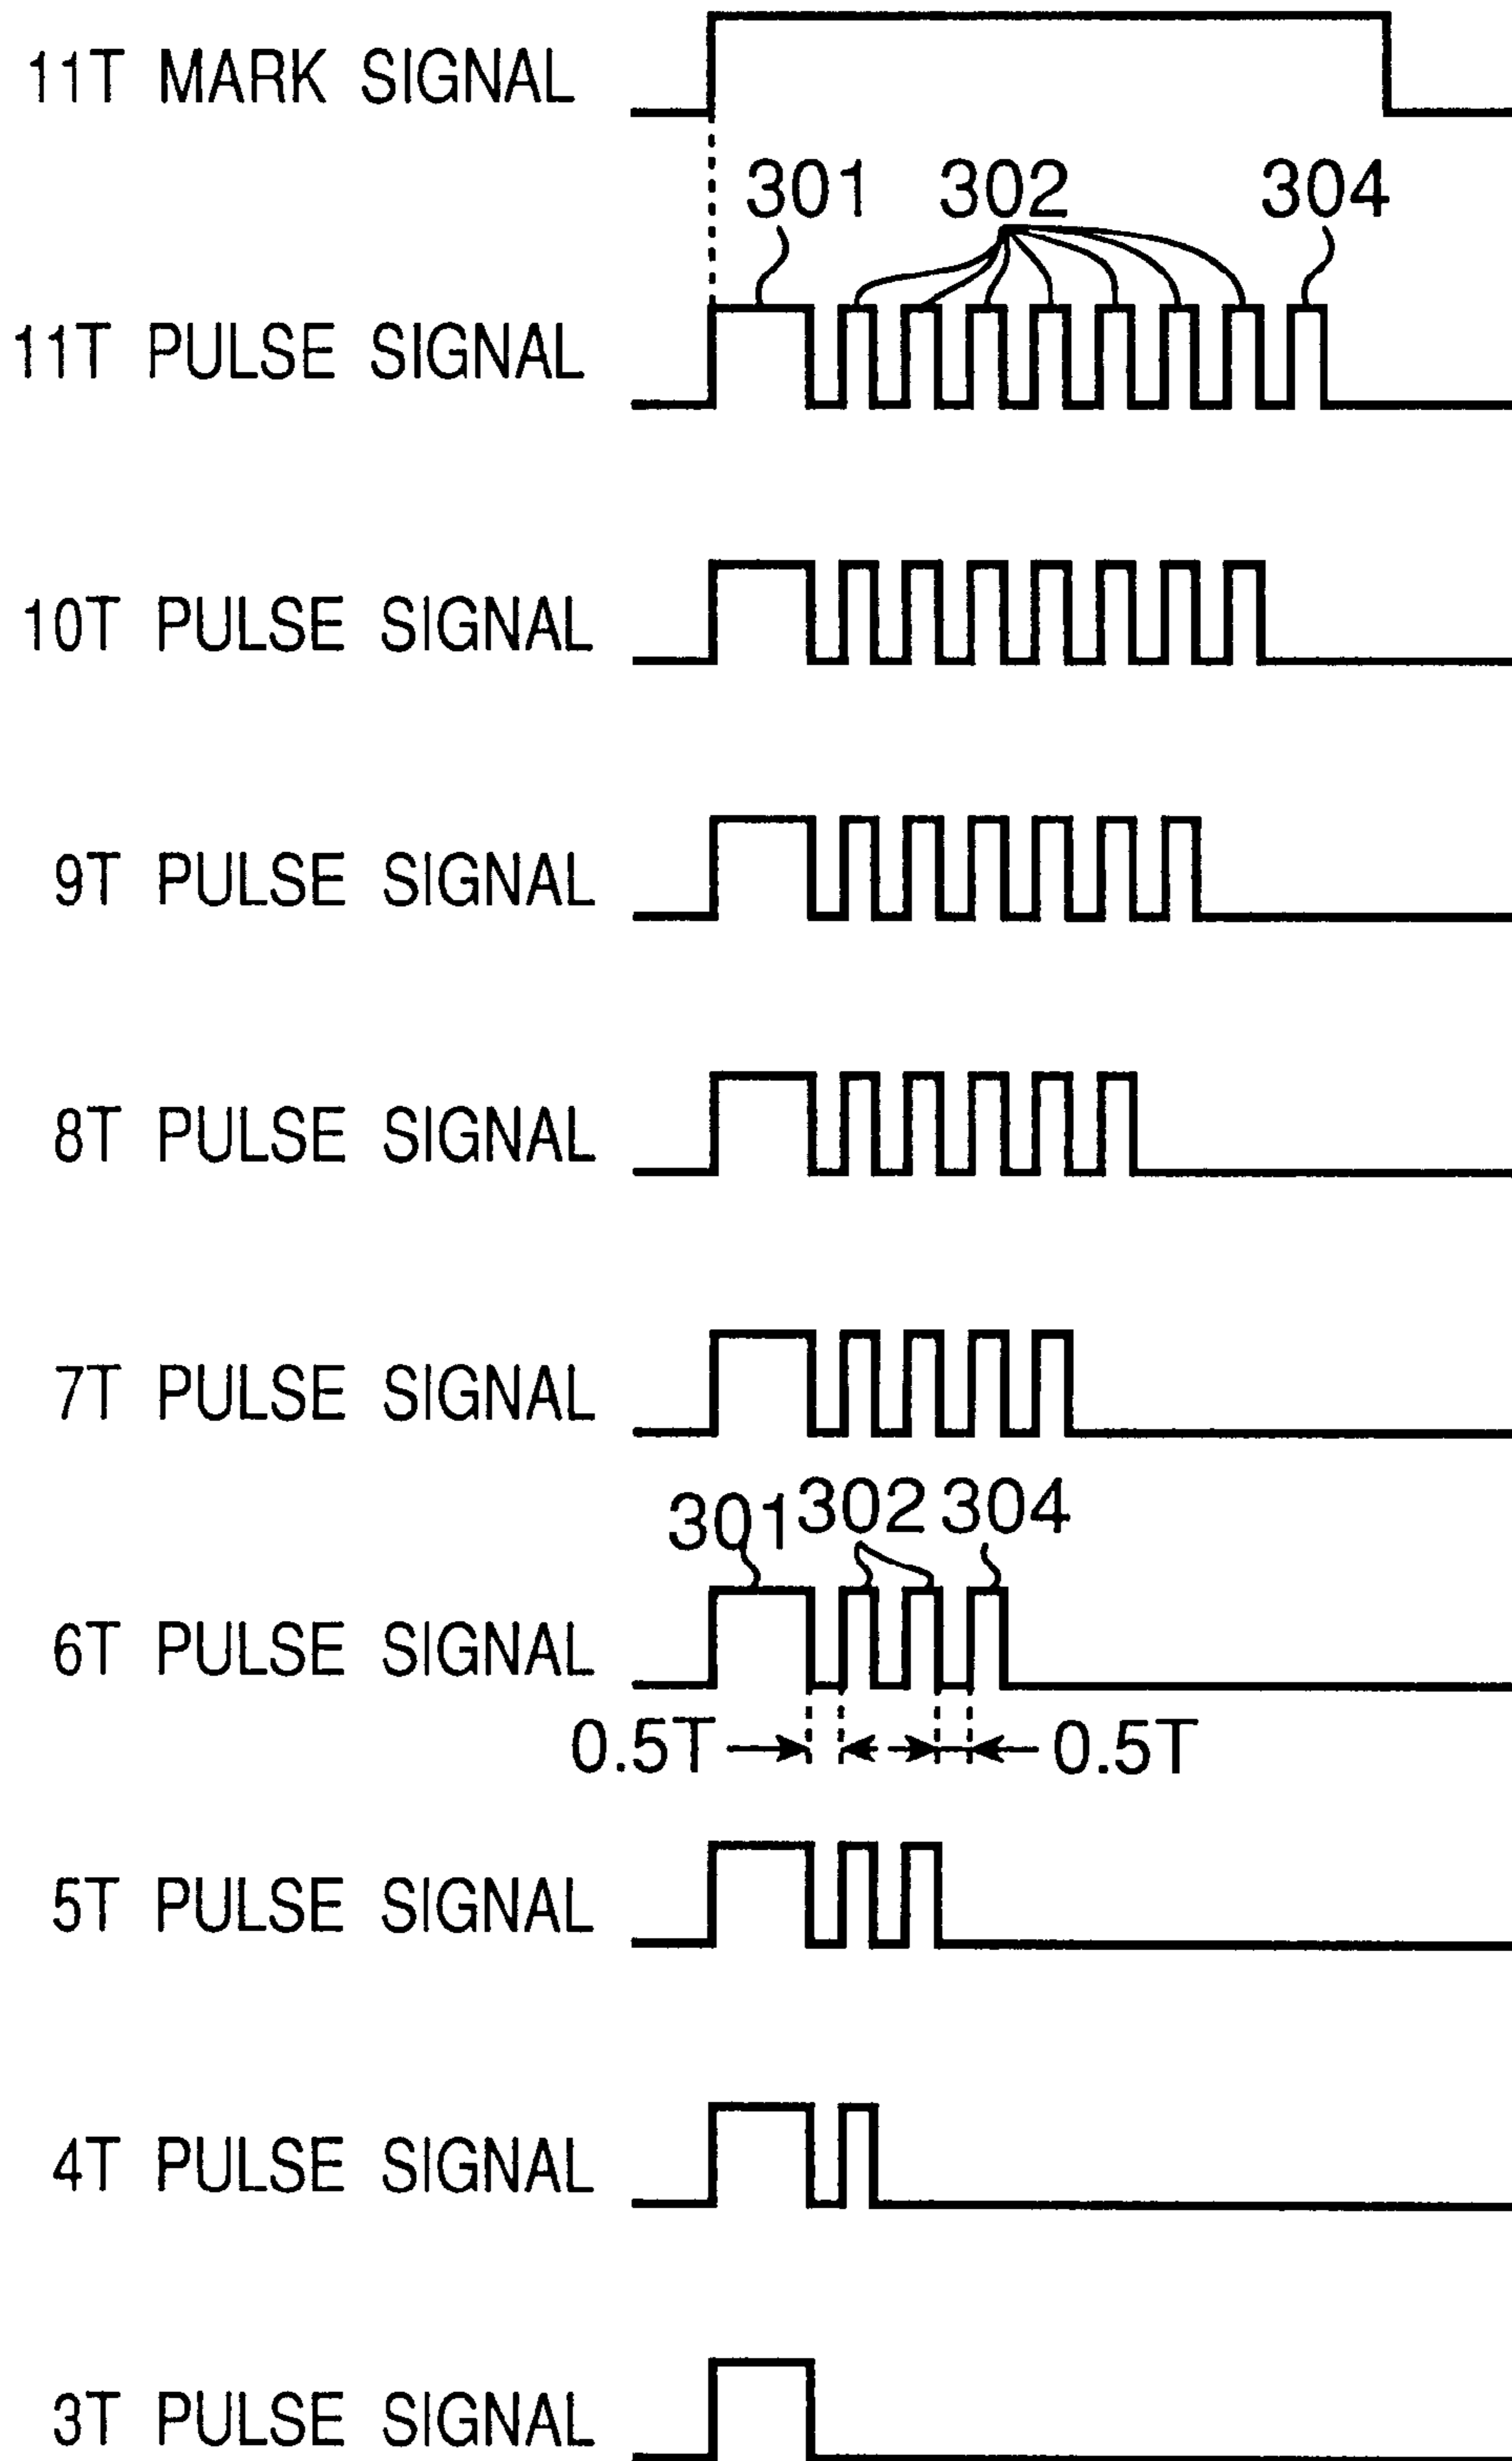 11T MARK SIGNAL
301 302 304
11T PULSE SIGNAL
10T PULSE SIGNAL
9T PULSE SIGNAL
8T PULSE SIGNAL
7T PULSE SIGNAL
301 302 304
6T PULSE SIGNAL
0.5T 0.5T
5T PULSE SIGNAL
4T PULSE SIGNAL
3T PULSE SIGNAL